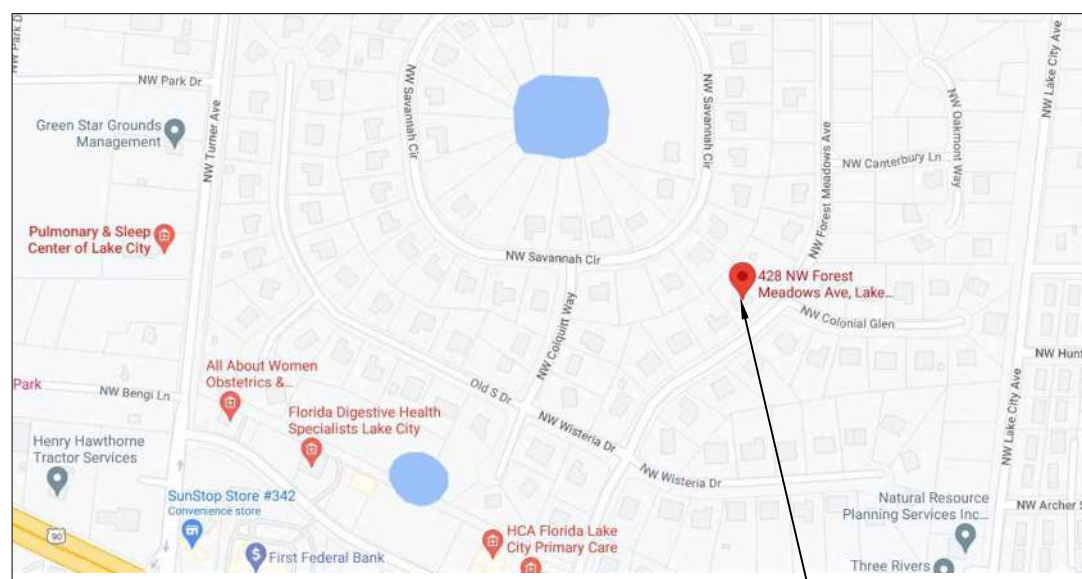 NW Park D
NW Park Dr
Green Star Grounds
Management
NW Turner Ave
Pulmonary & Sleep
Center of Lake City
NW Savannah Cir
NW Savannah Cir
NW Savannah Cir
NW Forest Meadows Ave
NW Canterbury Ln
NW Oakmont Way
NW Lake City Ave
428 NW Forest
Meadows Ave, Lake...
NW Colonial Glen
NW Colquitt Way
NW Hunt
Park
NW Bengi Ln
All About Women
Obstetrics &...
Florida Digestive Health
Specialists Lake City
Old S Dr
NW Wisteria Dr
NW Wisteria Dr
NW Lake City Ave
Henry Hawthorne
Tractor Services
SunStop Store #342
Convenience store
90
First Federal Bank
HCA Florida Lake
City Primary Care
Natural Resource
Planning Services Inc...
NW Archer S
Three Rivers